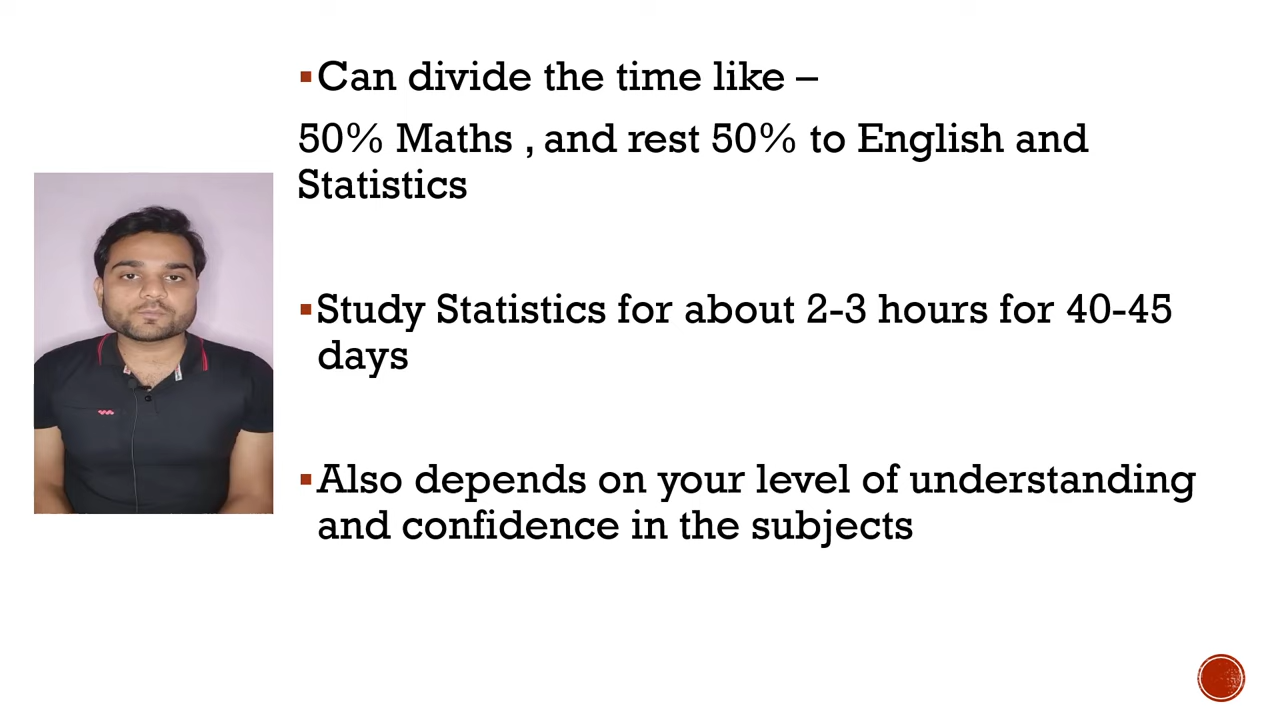 ▪Can divide the time like –
50% Maths , and rest 50% to English and
Statistics
▪Study Statistics for about 2-3 hours for 40-45
days
▪Also depends on your level of understanding
and confidence in the subjects